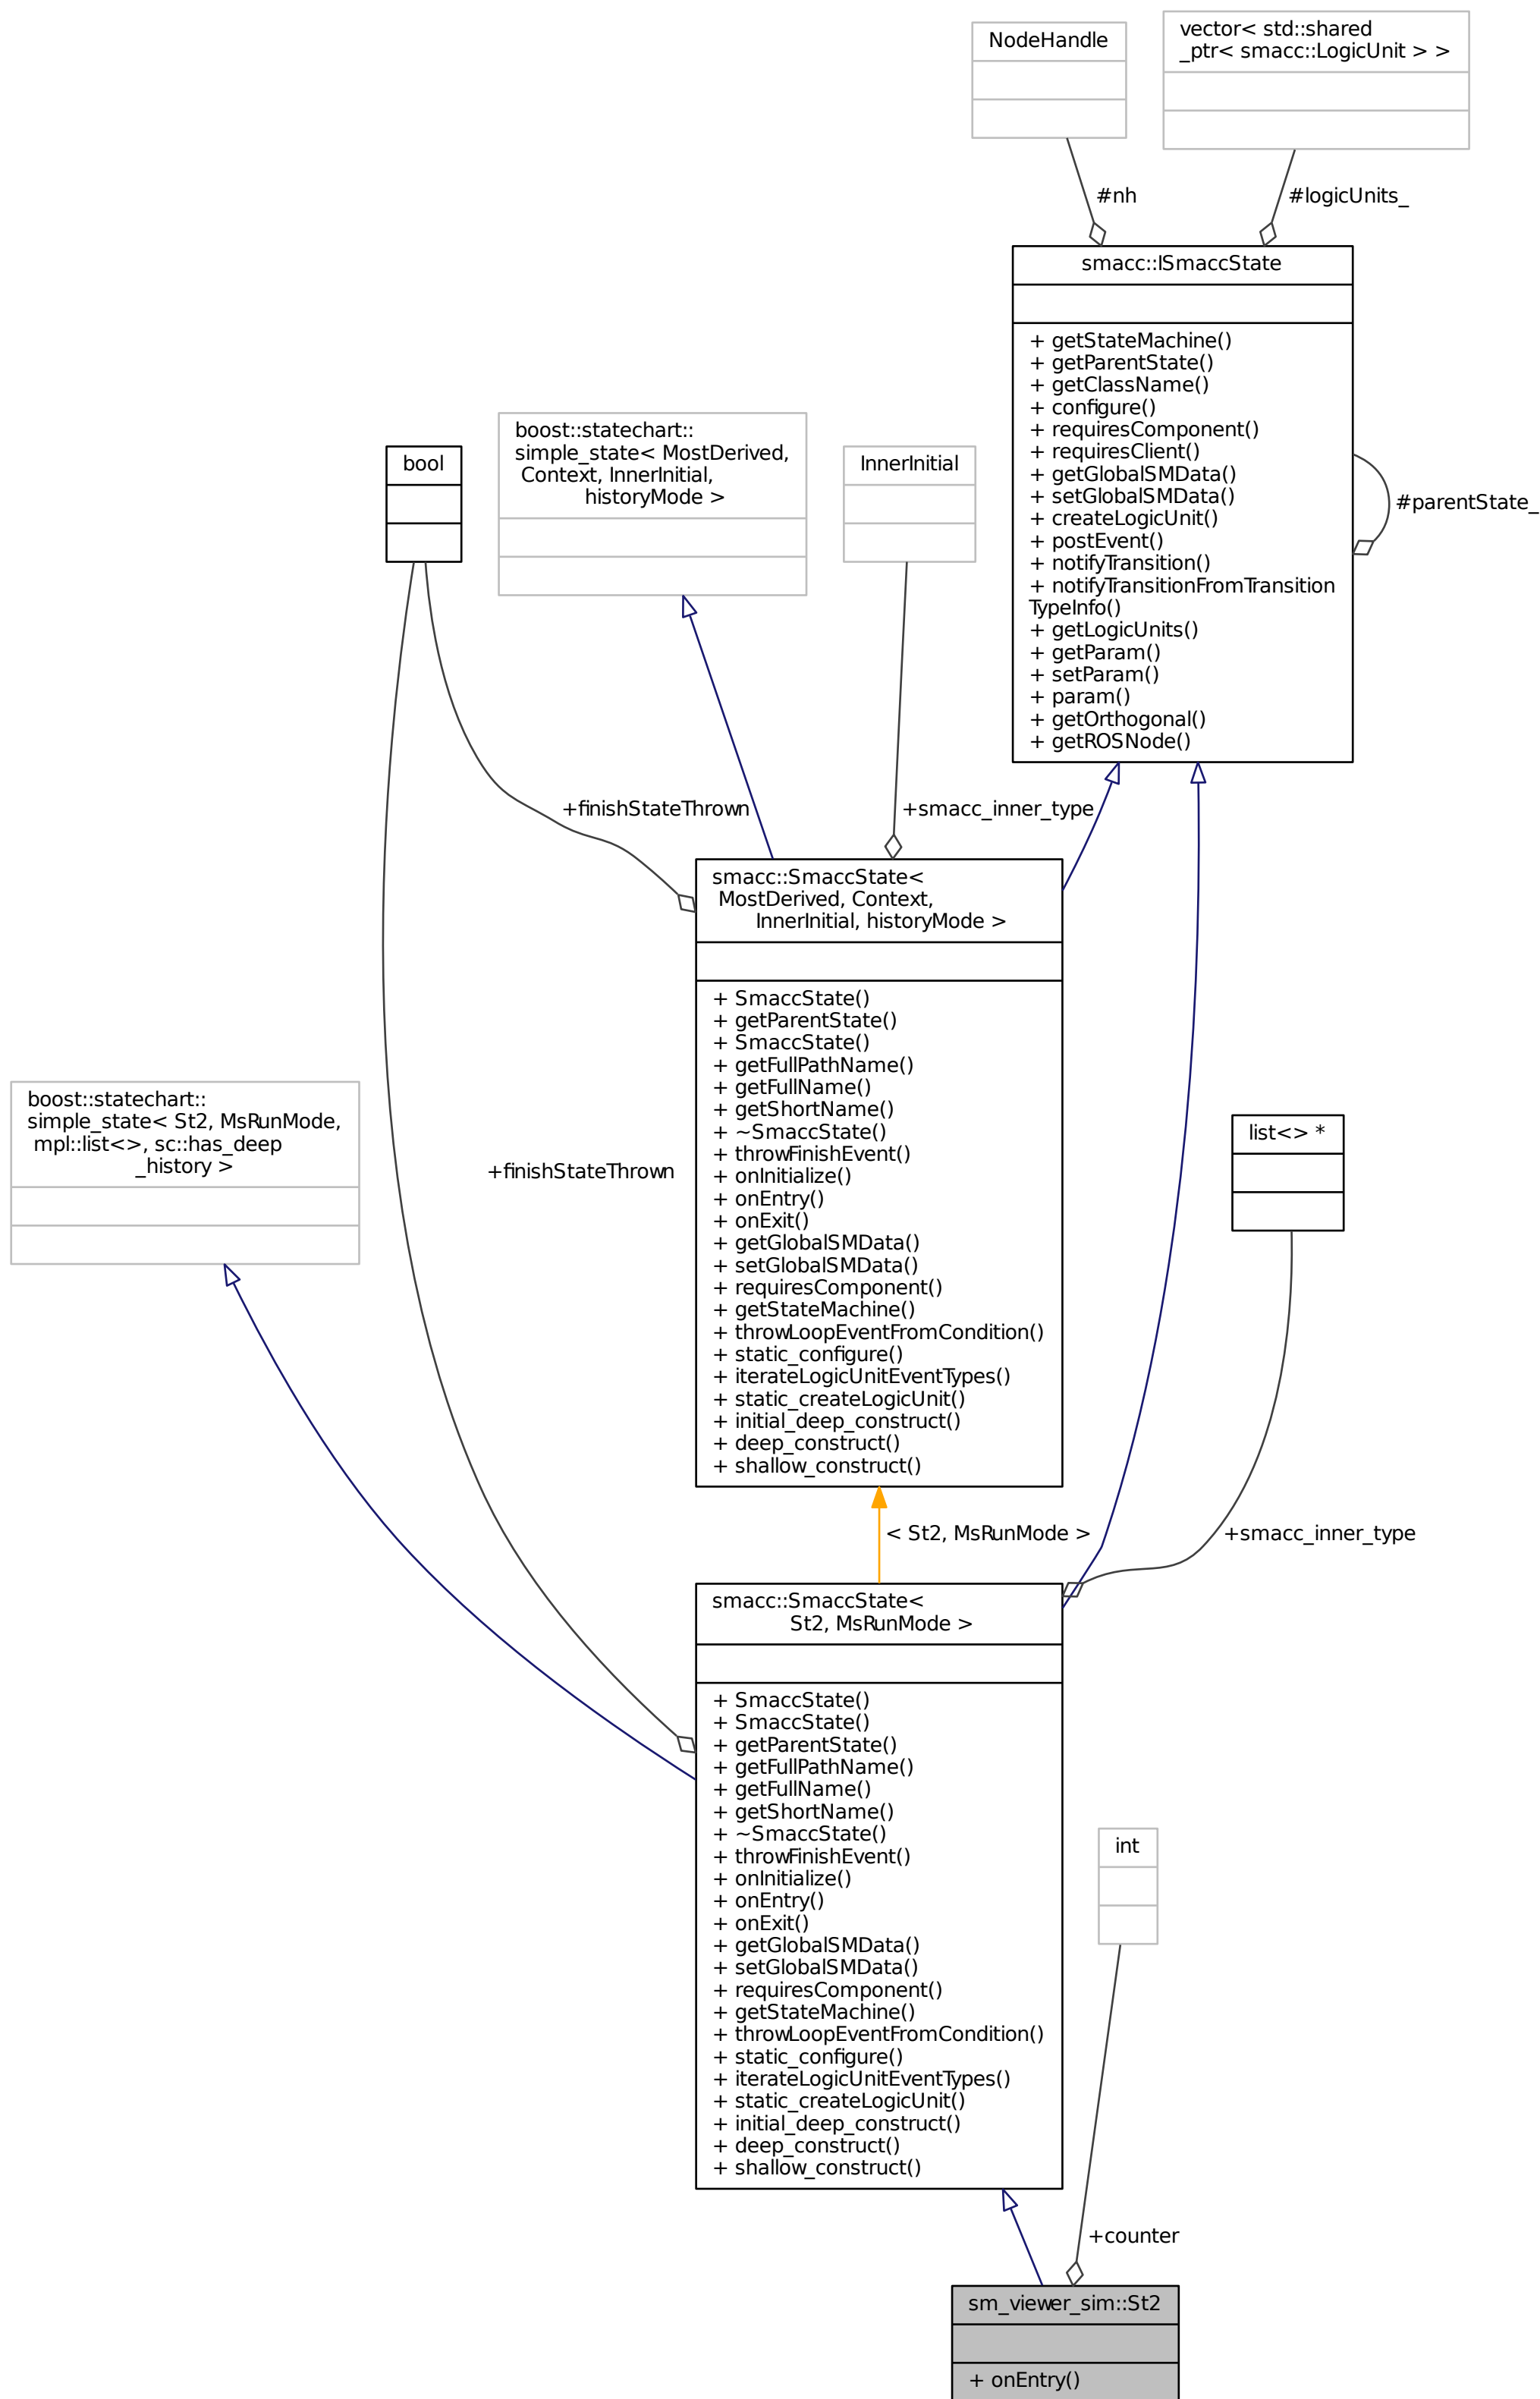 NodeHandle
vector< std::shared
_ptr< smacc::LogicUnit > >
#nh
#logicUnits_
smacc::ISmaccState
+ getStateMachine()
+ getParentState()
+ getClassName()
+ configure()
+ requiresComponent()
+ requiresClient()
+ getGlobalSMData()
+ setGlobalSMData()
+ createLogicUnit()
+ postEvent()
+ notifyTransition()
+ notifyTransitionFromTransition
TypeInfo()
+ getLogicUnits()
+ getParam()
+ setParam()
+ param()
+ getOrthogonal()
+ getROSNode()
#parentState_
boost::statechart::
simple_state< MostDerived,
Context, InnerInitial,
historyMode >
bool
InnerInitial
+finishStateThrown
+smacc_inner_type
smacc::SmaccState<
MostDerived, Context,
InnerInitial, historyMode >
+ SmaccState()
+ getParentState()
+ SmaccState()
+ getFullPathName()
+ getFullName()
+ getShortName()
+ ~SmaccState()
+ throwFinishEvent()
+ onInitialize()
+ onEntry()
+ onExit()
+ getGlobalSMData()
+ setGlobalSMData()
+ requiresComponent()
+ getStateMachine()
+ throwLoopEventFromCondition()
+ static_configure()
+ iterateLogicUnitEventTypes()
+ static_createLogicUnit()
+ initial_deep_construct()
+ deep_construct()
+ shallow_construct()
boost::statechart::
simple_state< St2, MsRunMode,
mpl::list<>, sc::has_deep
_history >
+finishStateThrown
list<> *
< St2, MsRunMode >
+smacc_inner_type
smacc::SmaccState<
St2, MsRunMode >
+ SmaccState()
+ SmaccState()
+ getParentState()
+ getFullPathName()
+ getFullName()
+ getShortName()
+ ~SmaccState()
+ throwFinishEvent()
+ onInitialize()
+ onEntry()
+ onExit()
+ getGlobalSMData()
+ setGlobalSMData()
+ requiresComponent()
+ getStateMachine()
+ throwLoopEventFromCondition()
+ static_configure()
+ iterateLogicUnitEventTypes()
+ static_createLogicUnit()
+ initial_deep_construct()
+ deep_construct()
+ shallow_construct()
int
+counter
sm_viewer_sim::St2
+ onEntry()